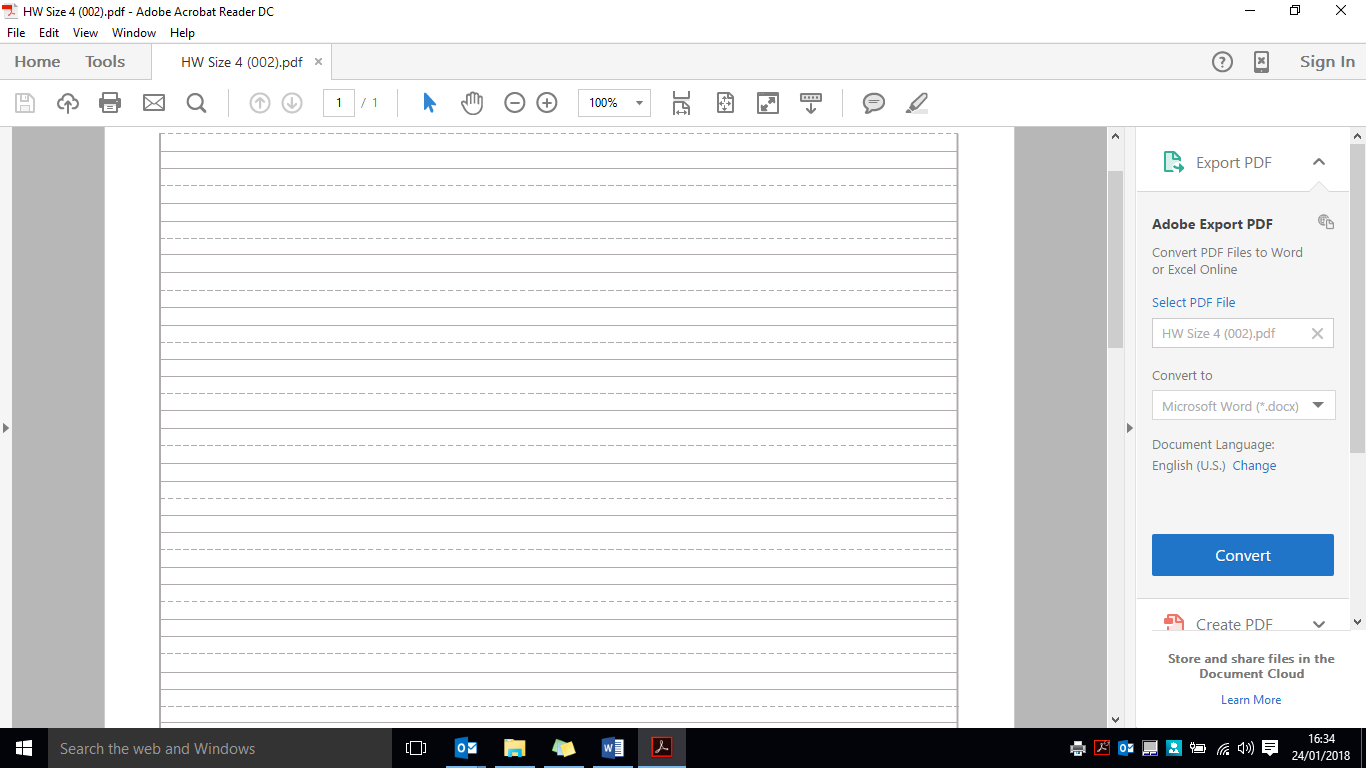 HW Size 4 (002).pdf - Adobe Acrobat Reader DC
File Edit View Window Help
Home Tools HW Size 4 (002).pdf × Sign In
1 / 1 100%
Export PDF
Adobe Export PDF
Convert PDF Files to Word
or Excel Online
Select PDF File
HW Size 4 (002).pdf
Convert to
Microsoft Word (*.docx)
Document Language:
English (U.S.) Change
Convert
Create PDF
Store and share files in the
Document Cloud
Learn More
Search the web and Windows
16:34
24/01/2018